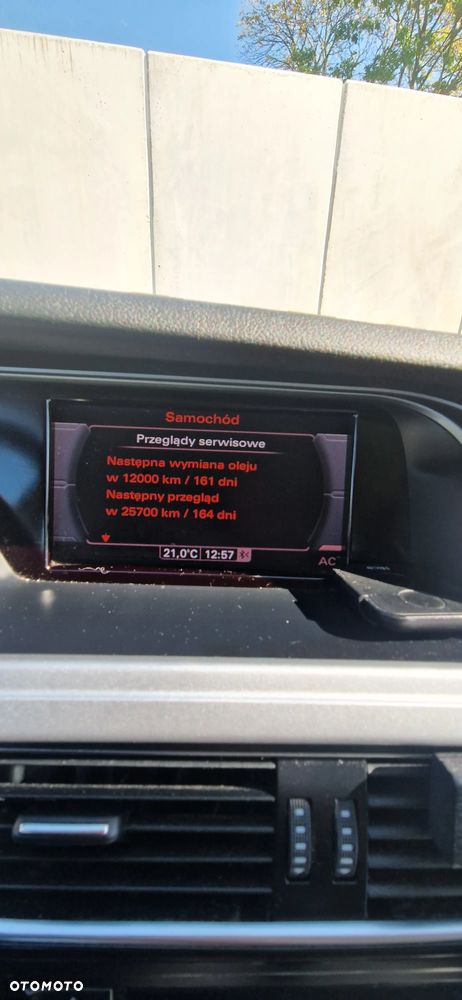 Samochód
Przeglądy serwisowe
Następna wymiana oleju
w 12000 km / 161 dni
Następny przegląd
w 25700 km / 164 dni
21,0°C 12:57
AC
OTOMOTO